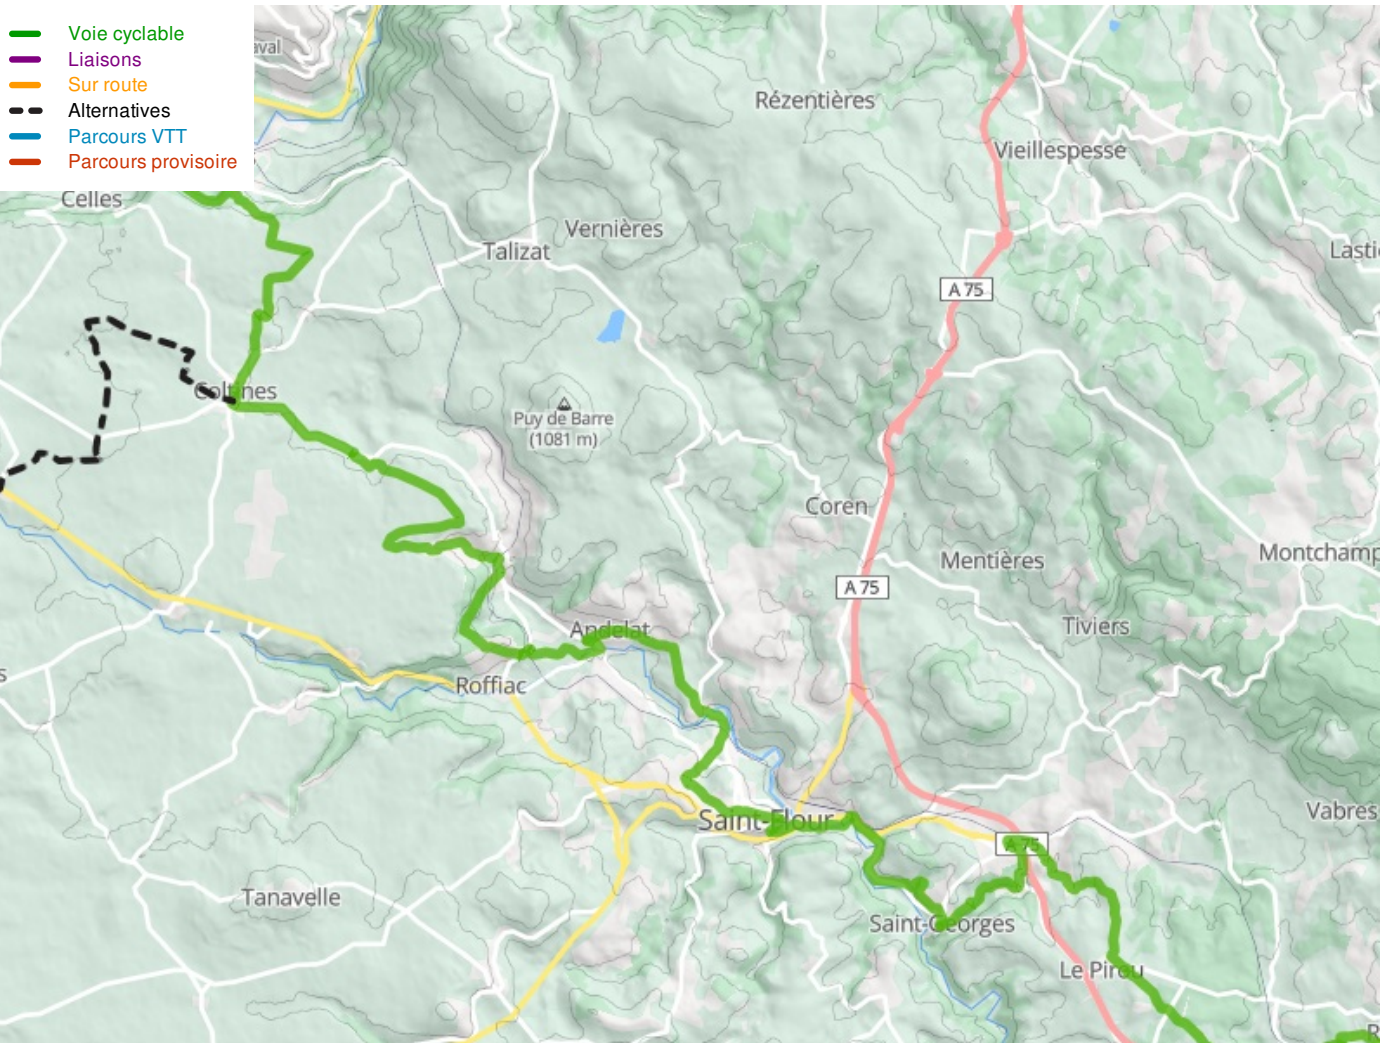 Voie cyclable
Liaisons
Sur route
Alternatives
Parcours VTT
Parcours provisoire
Rézentières
Vieillespesse
Celles
Vernières
Talizat
A 75
Coltines
Puy de Barre
(1081 m)
Coren
Mentières
Montchamp
A 75
Tiviers
Andelat
Roffiac
Vabres
Saint-Flour
A 75
Tanavelle
Saint-Georges
Le Pirou